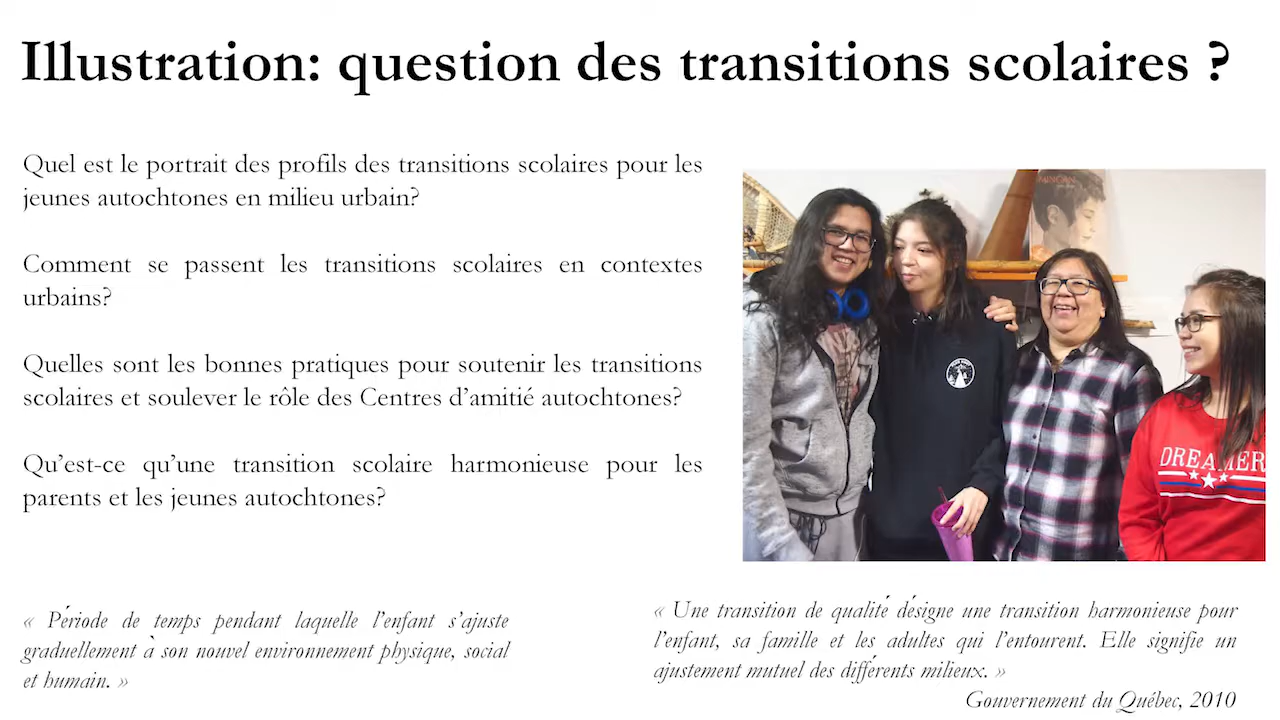 Illustration: question des transitions scolaires ?
Quel est le portrait des profils des transitions scolaires pour les
jeunes autochtones en milieu urbain?
Comment se passent les transitions scolaires en contextes
urbains?
Quelles sont les bonnes pratiques pour soutenir les transitions
scolaires et soulever le rôle des Centres d’amitié autochtones?
Qu’est-ce qu’une transition scolaire harmonieuse pour les
parents et les jeunes autochtones?
MINGAN
DREAMER
« Période de temps pendant laquelle l’enfant s’ajuste
graduellement à son nouvel environnement physique, social
et humain. »
« Une transition de qualité désigne une transition harmonieuse pour
l’enfant, sa famille et les adultes qui l’entourent. Elle signifie un
ajustement mutuel des différents milieux. »
Gouvernement du Québec, 2010